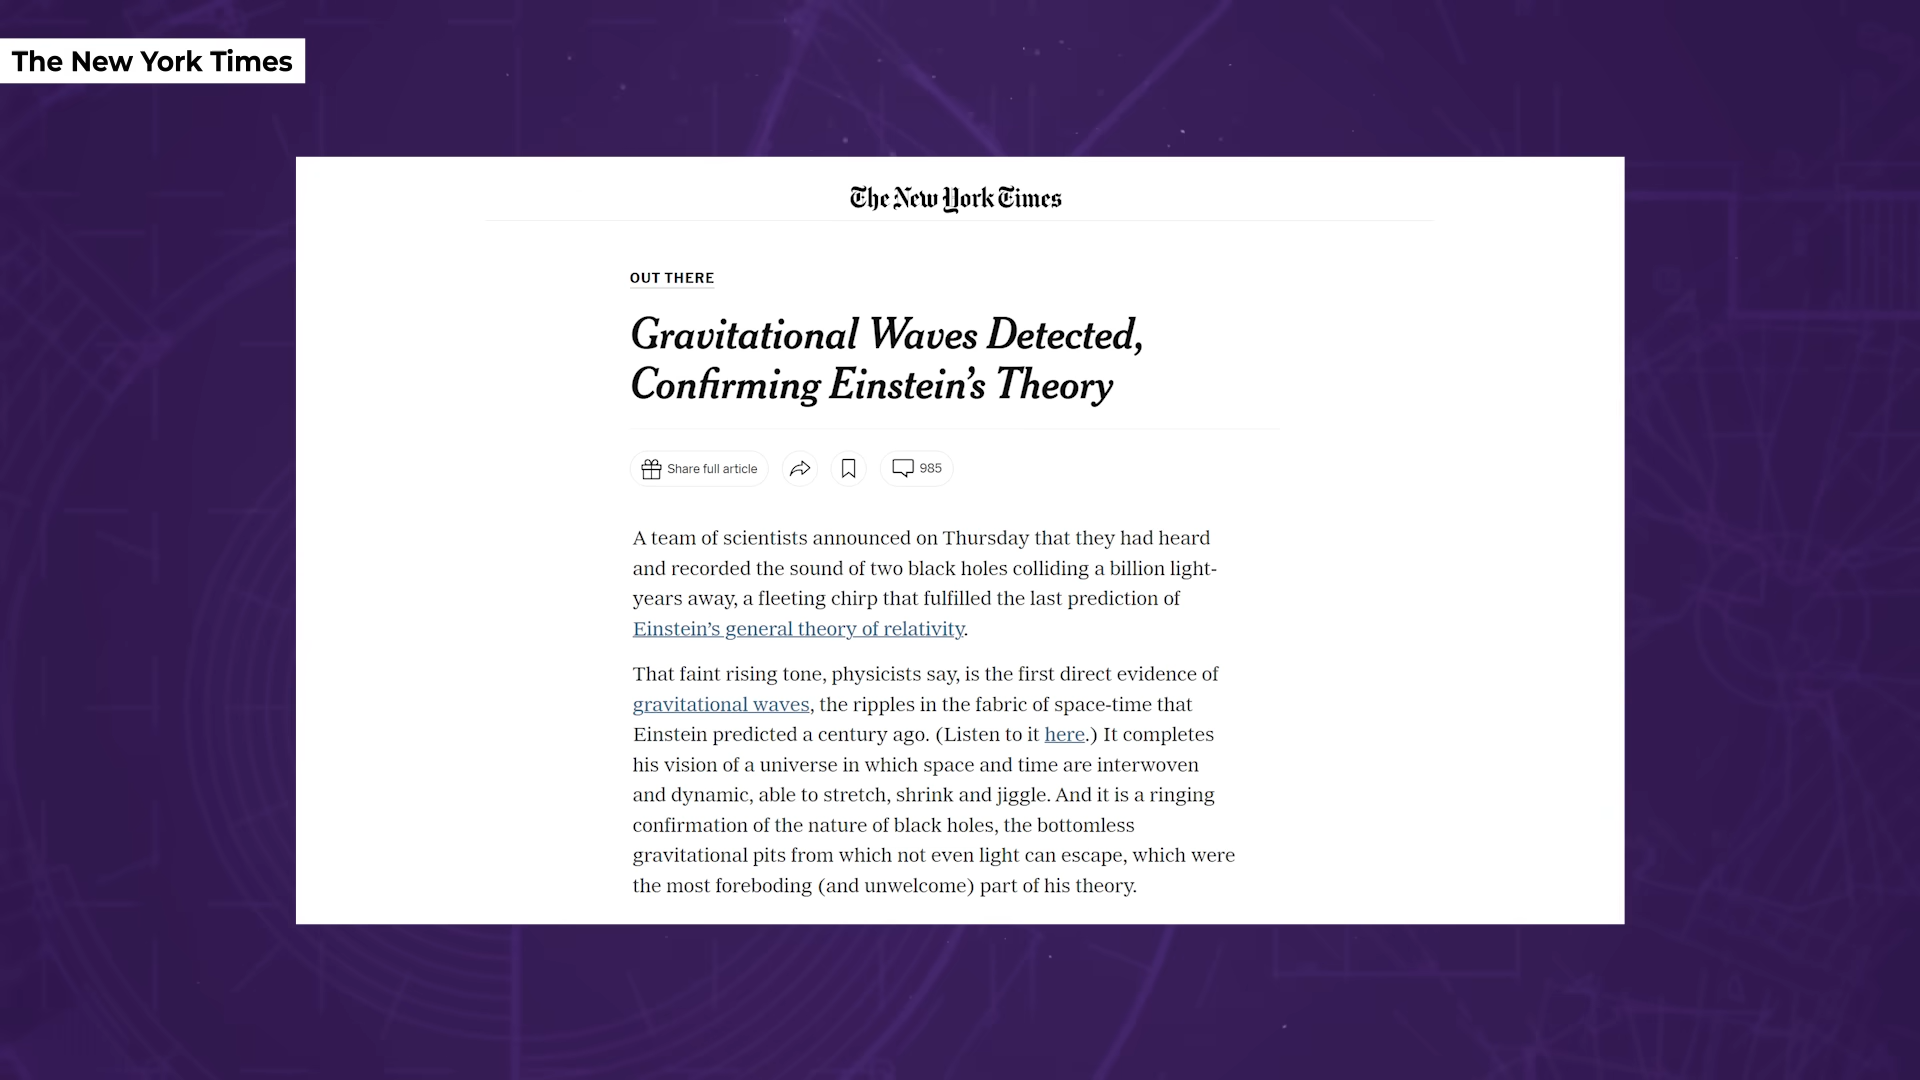 The New York Times
The New York Times
OUT THERE
Gravitational Waves Detected,
Confirming Einstein’s Theory
Share full article
985
A team of scientists announced on Thursday that they had heard
and recorded the sound of two black holes colliding a billion light-
years away, a fleeting chirp that fulfilled the last prediction of
Einstein’s general theory of relativity.
That faint rising tone, physicists say, is the first direct evidence of
gravitational waves, the ripples in the fabric of space-time that
Einstein predicted a century ago. (Listen to it here.) It completes
his vision of a universe in which space and time are interwoven
and dynamic, able to stretch, shrink and jiggle. And it is a ringing
confirmation of the nature of black holes, the bottomless
gravitational pits from which not even light can escape, which were
the most foreboding (and unwelcome) part of his theory.